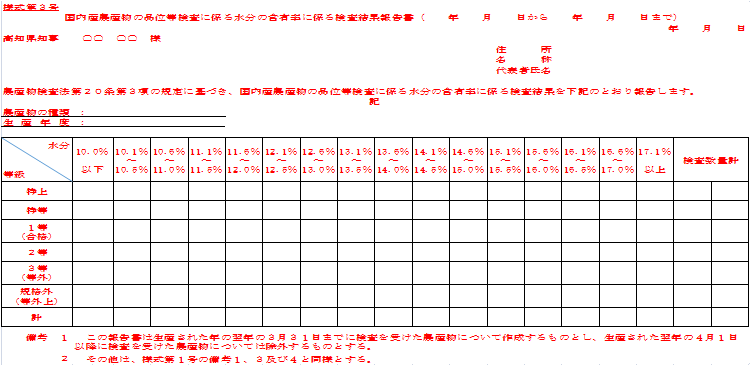 様式第３号
国内産農産物の品位等検査に係る水分の含有率に係る検査結果報告書（　　年　　月　　日から　　年　　月　　日まで）
年　　月　　日
高知県知事　　○○　○○　様
住　　所
名　　称
代表者氏名
農産物検査法第２０条第３項の規定に基づき、国内産農産物の品位等検査に係る水分の含有率に係る検査結果を下記のとおり報告します。
記
農産物の種類　：
生　産　年　度　：
水分
等級
10.0％以下　10.1％～10.5％　10.6％～11.0％　11.1％～11.5％　11.6％～12.0％　12.1％～12.5％　12.6％～13.0％　13.1％～13.5％　13.6％～14.0％　14.1％～14.5％　14.6％～15.0％　15.1％～15.5％　15.6％～16.0％　16.1％～16.5％　16.6％～17.0％　17.1％以上　検査数量計
特上
特等
１等
（合格）
２等
３等
（等外）
規格外
（等外上）
計
備考　１　この報告書は生産された年の翌年の３月３１日までに検査を受けた農産物について作成するものとし、生産された翌年の４月１日
以降に検査を受けた農産物については除外するものとする。
２　その他は、様式第１号の備考１、３及び４と同様とする。